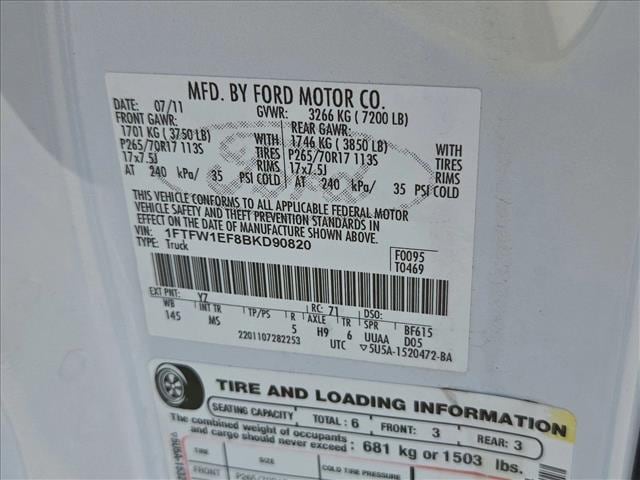 MFD. BY FORD MOTOR CO.
DATE: 07/11 GVWR: 3266 KG ( 7200 LB)
FRONT GAWR: REAR GAWR:
1701 KG (3750 LB) WITH 1746 KG ( 3850 LB) WITH
P265/70R17 113S TIRES P265/70R17 113S TIRES
17x7.5J RIMS 17x7.5J RIMS
AT 240 kPa/ 35 PSI COLD AT 240 kPa/ 35 PSI COLD
THIS VEHICLE CONFORMS TO ALL APPLICABLE FEDERAL MOTOR
VEHICLE SAFETY AND THEFT PREVENTION STANDARDS IN
EFFECT ON THE DATE OF MANUFACTURE SHOWN ABOVE.
VIN: 1FTFW1EF8BKD90820 F0095
TYPE: Truck T0469
EXT PNT: YZ RC: 71 DSO:
WB INT TR TP/PS R AXLE TR SPR BF615
145 MS 5 H9 6 UUAA D05
2201107282253 UTC ▽5U5A-1520472-BA
TIRE AND LOADING INFORMATION
SEATING CAPACITY TOTAL : 6 FRONT: 3 REAR: 3
The combined weight of occupants
and cargo should never exceed : 681 kg or 1503 lbs.
TIRE SIZE COLD TIRE PRESSURE
FRONT